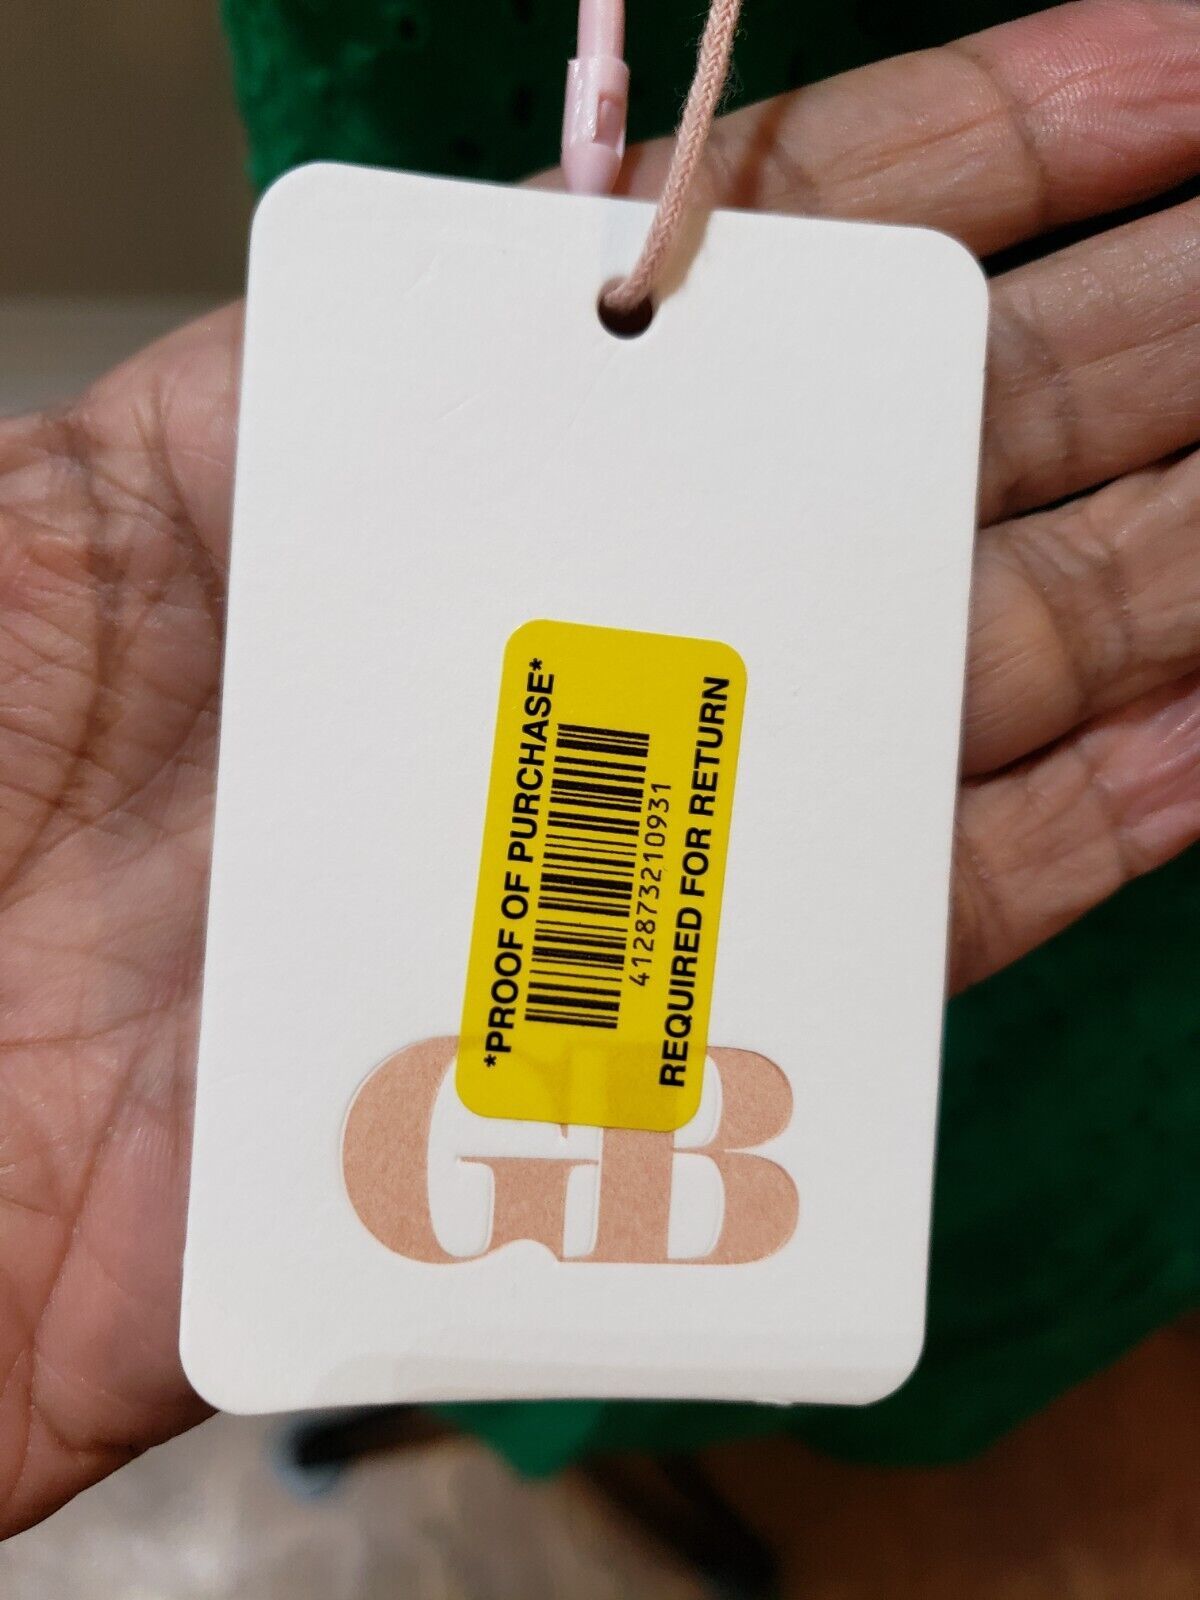 *PROOF OF PURCHASE*
412873210931
REQUIRED FOR RETURN
GB